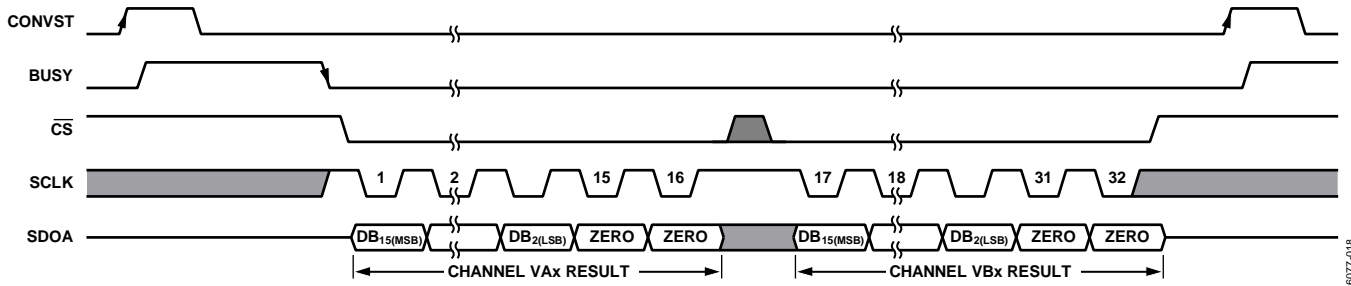 CONVST
BUSY
CS
SCLK 1 2 15 16 17 18 31 32
SDOA DB15(MSB) DB2(LSB) ZERO ZERO DB15(MSB) DB2(LSB) ZERO ZERO
CHANNEL VAx RESULT CHANNEL VBx RESULT
6077-018